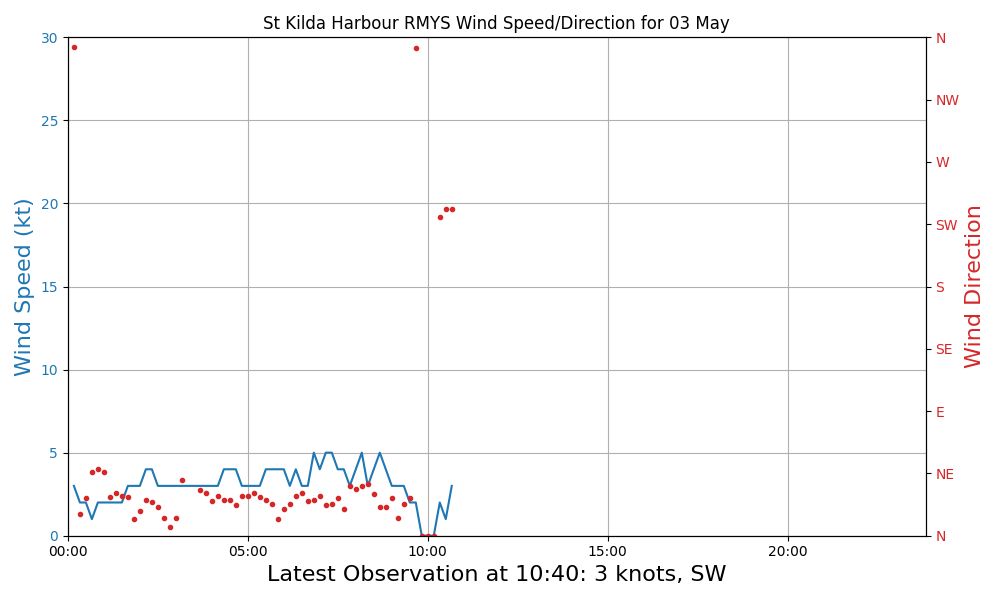 St Kilda Harbour RMYS Wind Speed/Direction for 03 May
30
25
20
15
10
5
0
Wind Speed (kt)
N
NW
W
SW
S
SE
E
NE
N
Wind Direction
00:00 05:00 10:00 15:00 20:00
Latest Observation at 10:40: 3 knots, SW